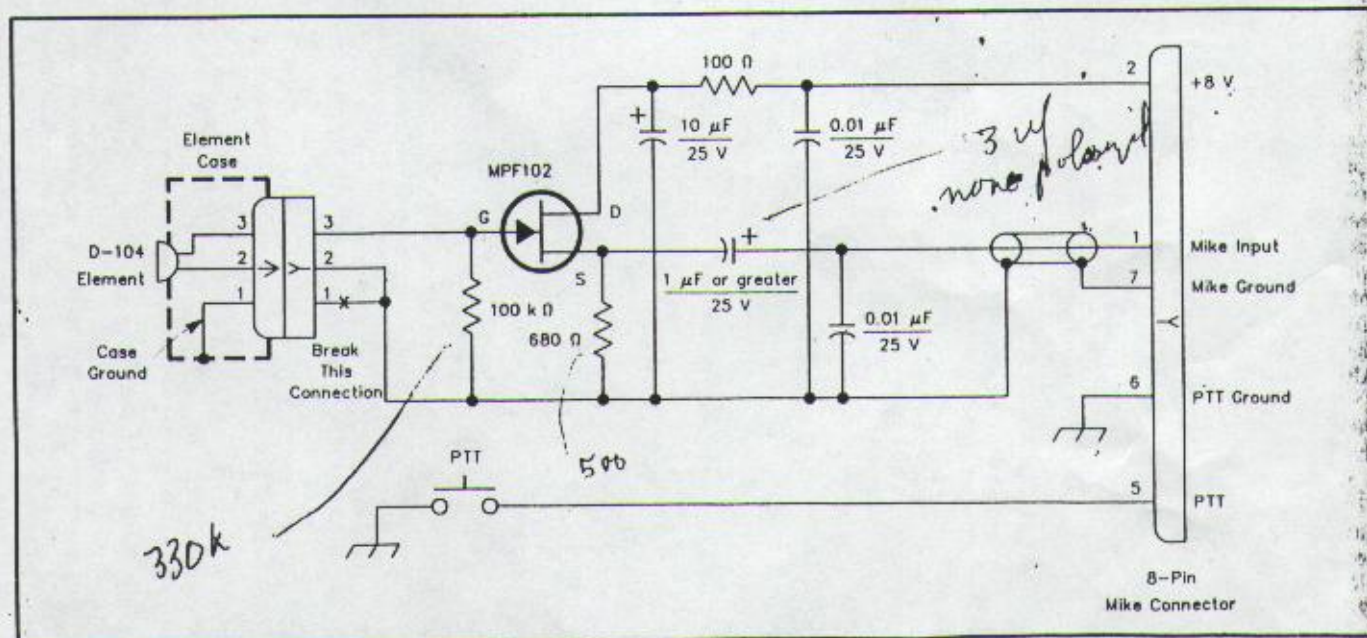 100 Ω
2
+8 V
+
10 μF
25 V
0.01 μF
25 V
3 uf
none
Element
Case
MPF102
G
D
S
3
3
D-104
2
2
Element
1
1
Case
Ground
Break
This
Connection
100 k Ω
680 Ω
+
1 μF or greater
25 V
0.01 μF
25 V
1
Mike Input
7
Mike Ground
6
PTT Ground
PTT
500
5
PTT
330k
8-Pin
Mike Connector